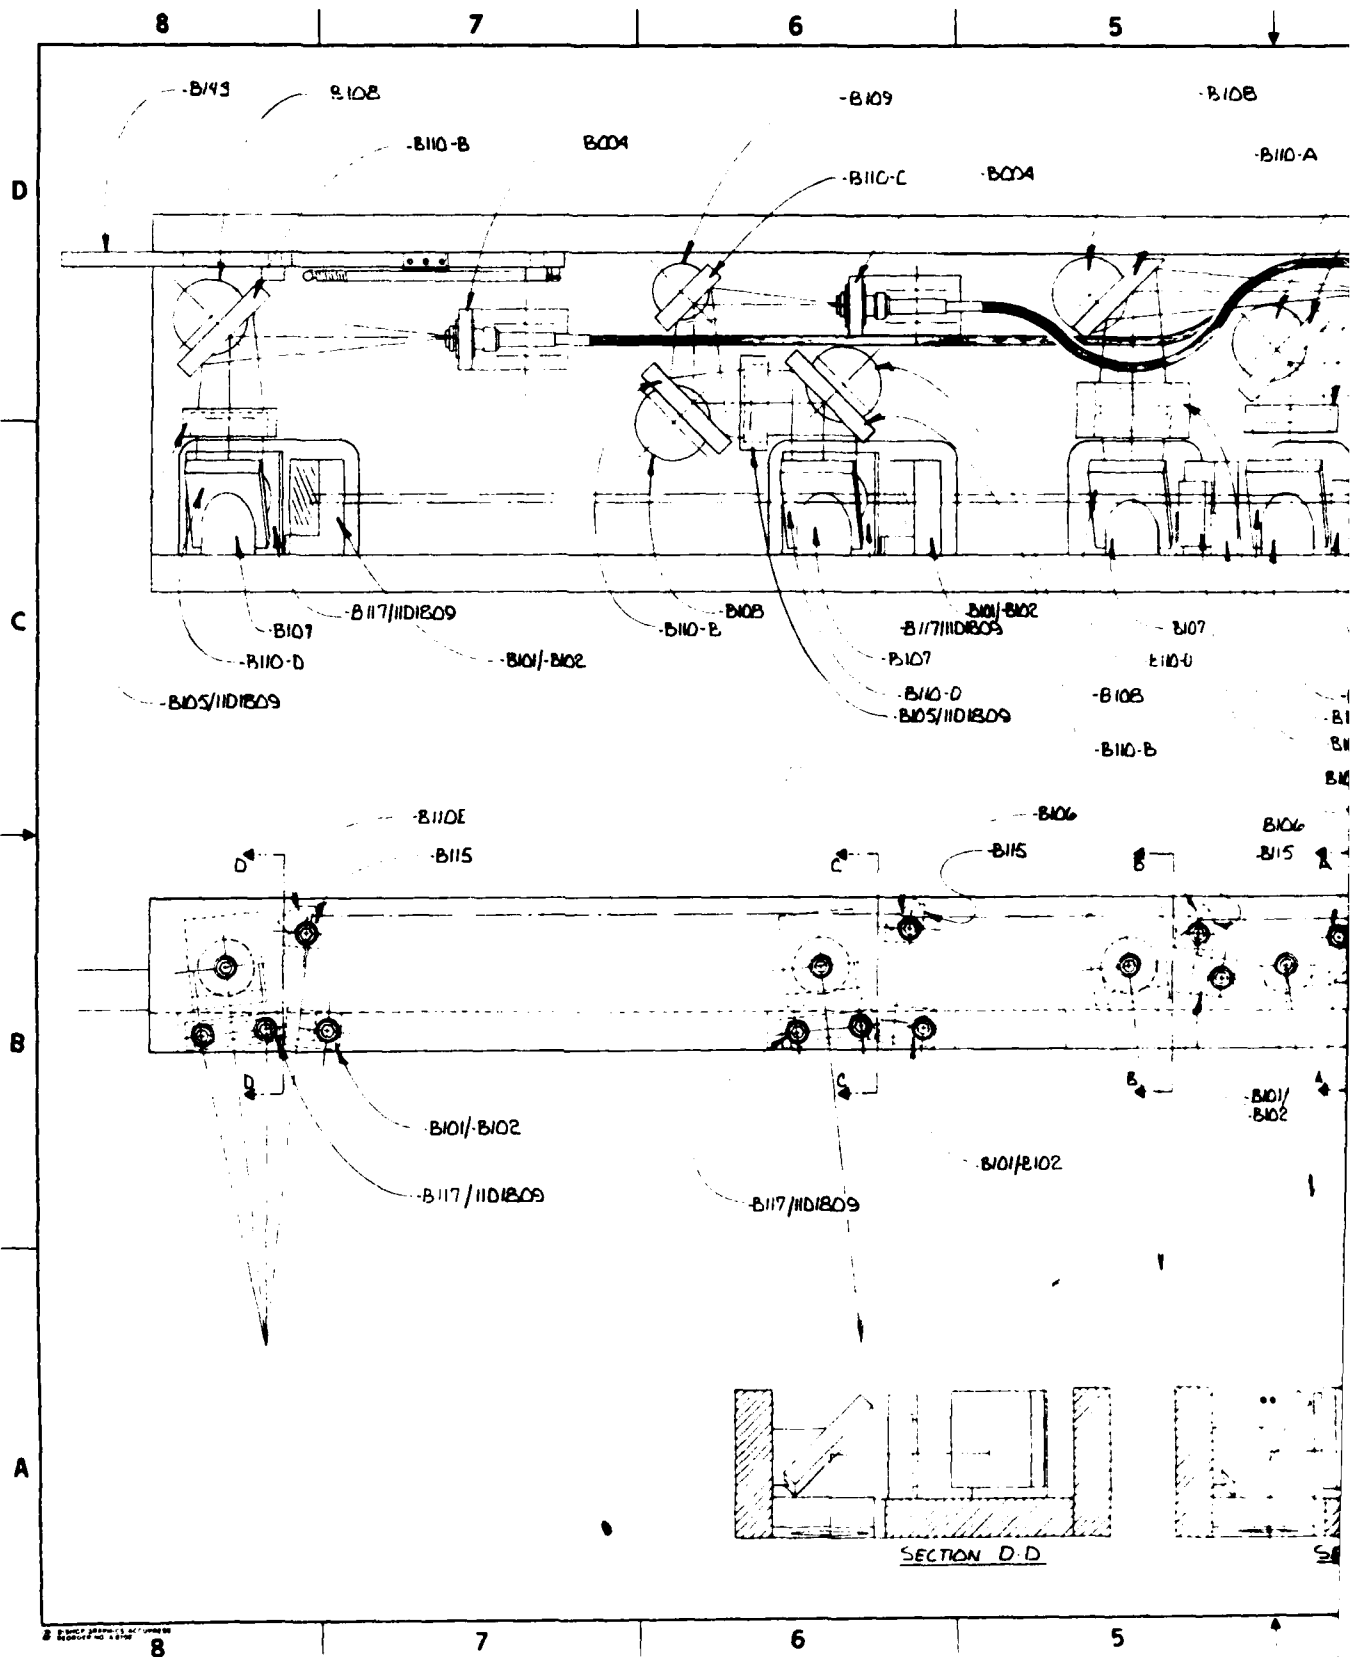 8 7 6 5
-B149 B108 -B109 -B108
-B110-B B004 -B110-A
D -B110-C -B004
C -B117/11D1809 -B108 -B101/-B102
-B107 -B110-B -B117/11D1809 B107
-B110-D -B101/-B102 -B107
-B105/11D1809 -B110-D -B108
-B105/11D1809
-B110-B
-B110E -B106 B106
-B115 -B115 -B115
D C B A
B
D C B A
-B101/-B102 -B101/
-B102
-B101/B102
-B117/11D1809 -B117/11D1809
A
SECTION D-D
8 7 6 5